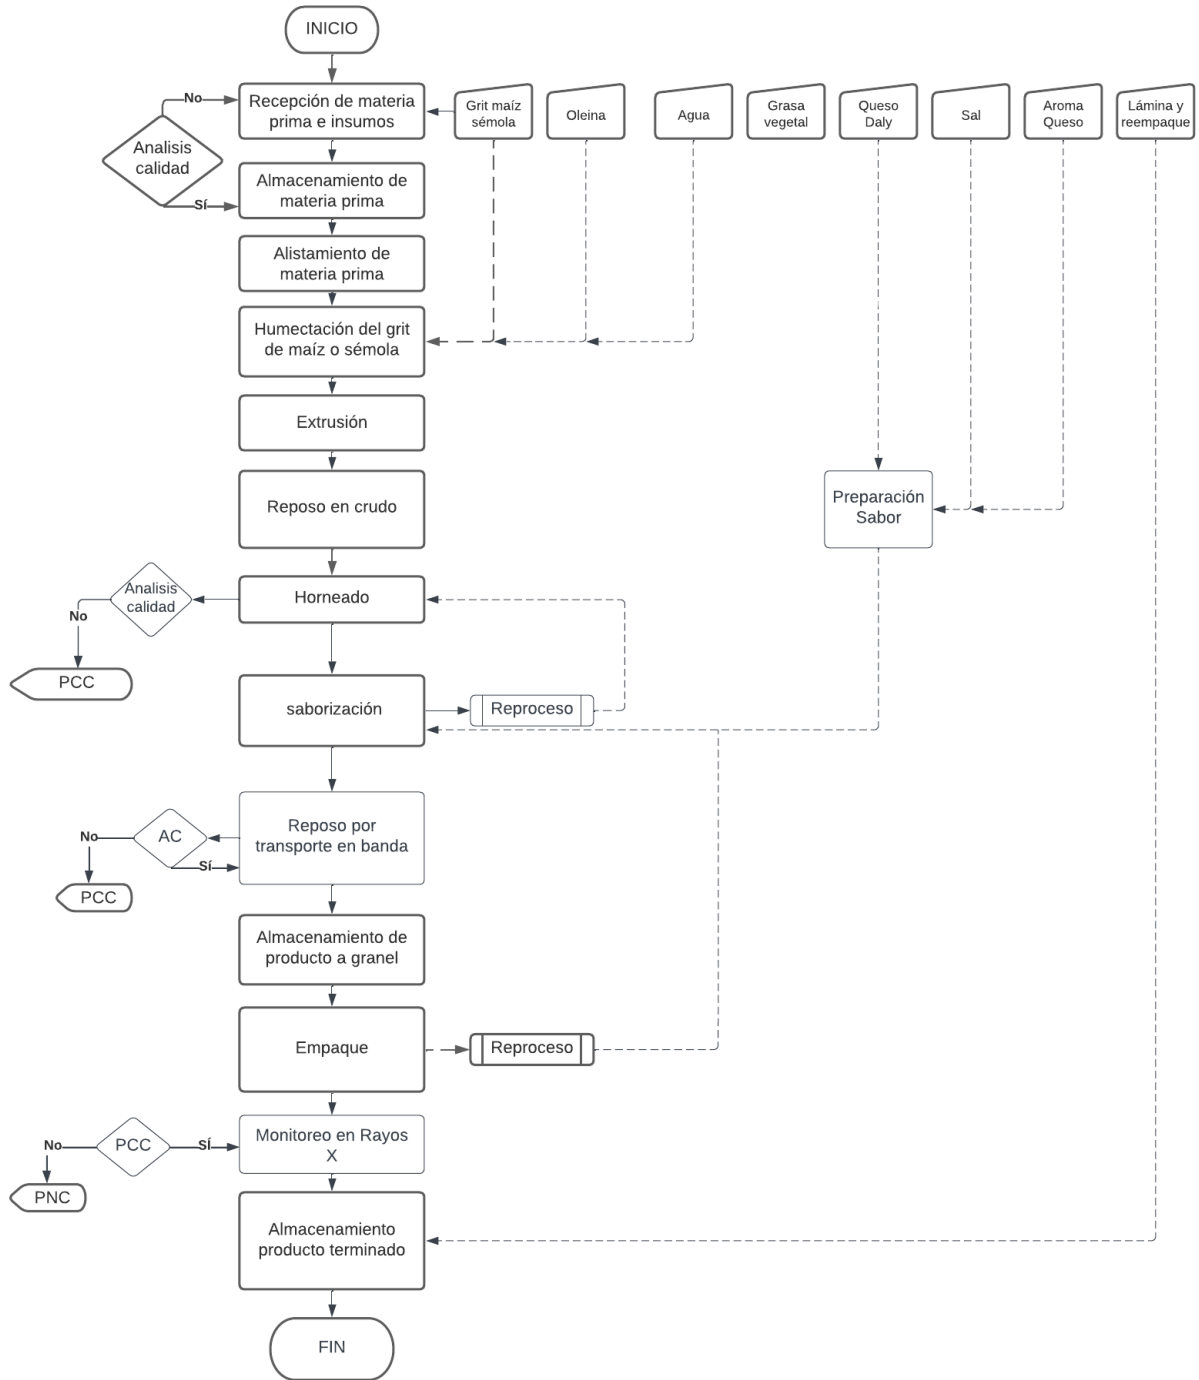 INICIO
No
Recepción de materia
prima e insumos
Grit maíz
sémola
Oleina
Agua
Grasa
vegetal
Queso
Daly
Sal
Aroma
Queso
Lámina y
reempaque
Analisis
calidad
Sí
Almacenamiento de
materia prima
Alistamiento de
materia prima
Humectación del grit
de maíz o sémola
Extrusión
Reposo en crudo
Preparación
Sabor
Analisis
calidad
Horneado
No
PCC
saborización
Reproceso
No
AC
Sí
Reposo por
transporte en banda
PCC
Almacenamiento de
producto a granel
Empaque
Reproceso
No
PCC
SÍ
Monitoreo en Rayos
X
PNC
Almacenamiento
producto terminado
FIN